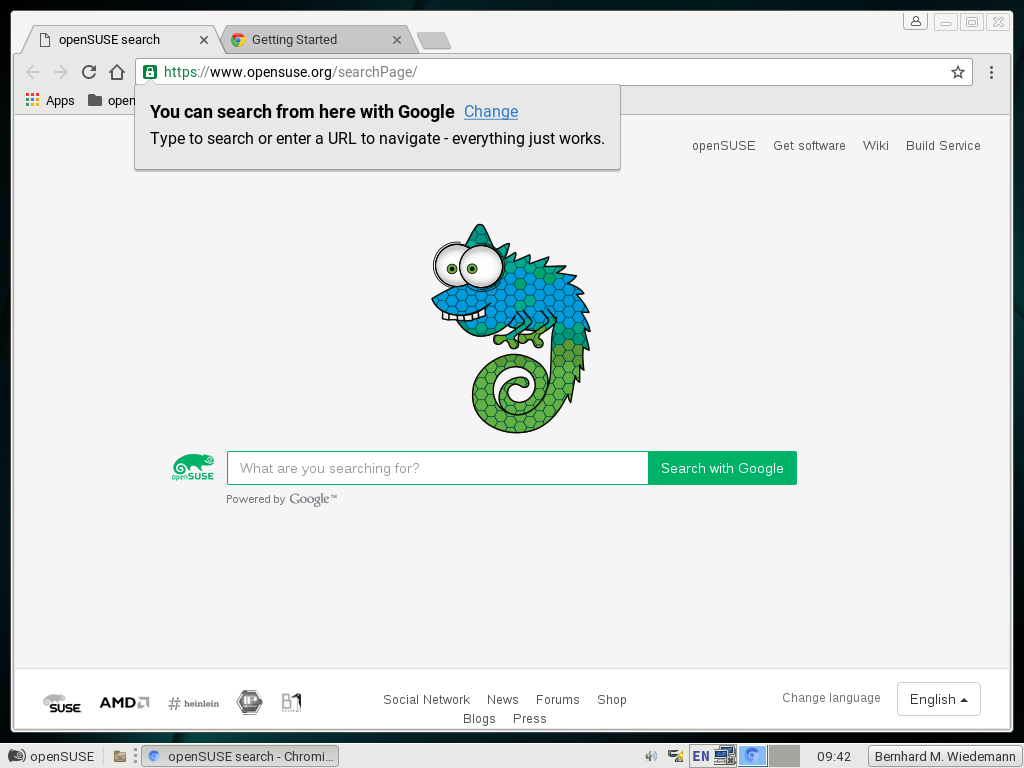 openSUSE search
Getting Started
https://www.opensuse.org/searchPage/
Apps
open
You can search from here with Google Change
Type to search or enter a URL to navigate - everything just works.
openSUSE Get software Wiki Build Service
openSUSE
What are you searching for?
Search with Google
Powered by Google™
SUSE
AMD
# heinlein
IP
B1
Social Network News Forums Shop
Blogs Press
Change language
English
openSUSE
openSUSE search - Chromi...
EN
09:42
Bernhard M. Wiedemann